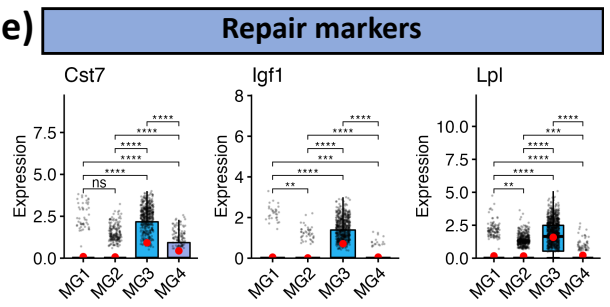 e) Repair markers
Cst7
Expression
7.5
5.0
2.5
0.0
****
****
****
****
****
ns
MG1 MG2 MG3 MG4
Igf1
Expression
8
6
4
2
0
****
****
****
***
****
**
MG1 MG2 MG3 MG4
Lpl
Expression
10.0
7.5
5.0
2.5
0.0
****
***
****
****
****
**
MG1 MG2 MG3 MG4